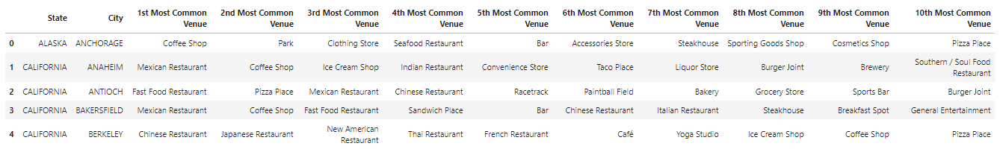 State City 1st Most Common Venue 2nd Most Common Venue 3rd Most Common Venue 4th Most Common Venue 5th Most Common Venue 6th Most Common Venue 7th Most Common Venue 8th Most Common Venue 9th Most Common Venue 10th Most Common Venue
0 ALASKA ANCHORAGE Coffee Shop Park Clothing Store Seafood Restaurant Bar Accessories Store Steakhouse Sporting Goods Shop Cosmetics Shop Pizza Place
1 CALIFORNIA ANAHEIM Mexican Restaurant Coffee Shop Ice Cream Shop Indian Restaurant Convenience Store Taco Place Liquor Store Burger Joint Brewery Southern / Soul Food Restaurant
2 CALIFORNIA ANTIOCH Fast Food Restaurant Pizza Place Mexican Restaurant Chinese Restaurant Racetrack Paintball Field Bakery Grocery Store Sports Bar Burger Joint
3 CALIFORNIA BAKERSFIELD Mexican Restaurant Coffee Shop Fast Food Restaurant Sandwich Place Bar Chinese Restaurant Italian Restaurant Steakhouse Breakfast Spot General Entertainment
4 CALIFORNIA BERKELEY Chinese Restaurant Japanese Restaurant New American Restaurant Thai Restaurant French Restaurant Café Yoga Studio Ice Cream Shop Coffee Shop Pizza Place